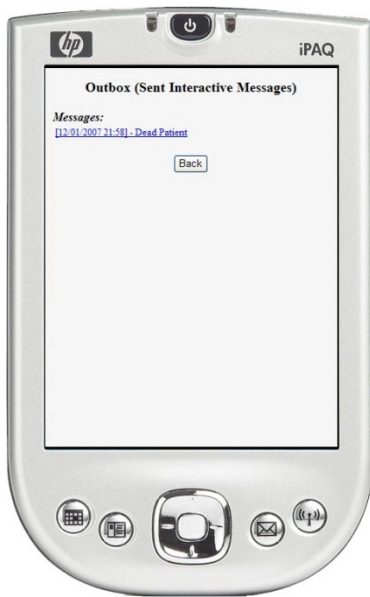 hp
iPAQ
Outbox (Sent Interactive Messages)
Messages:
[12/01/2007 21:58] - Dead Patient
Back